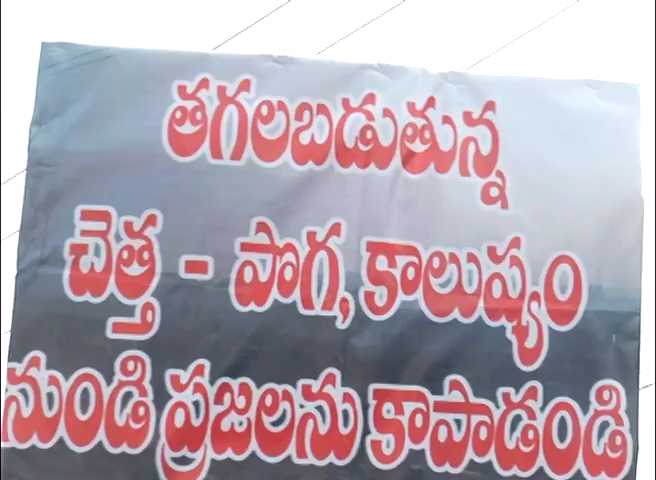 తగలబడుతున్న
చెత్త - పొగ, కాలుష్యం
నుండి ప్రజలను కాపాడండి